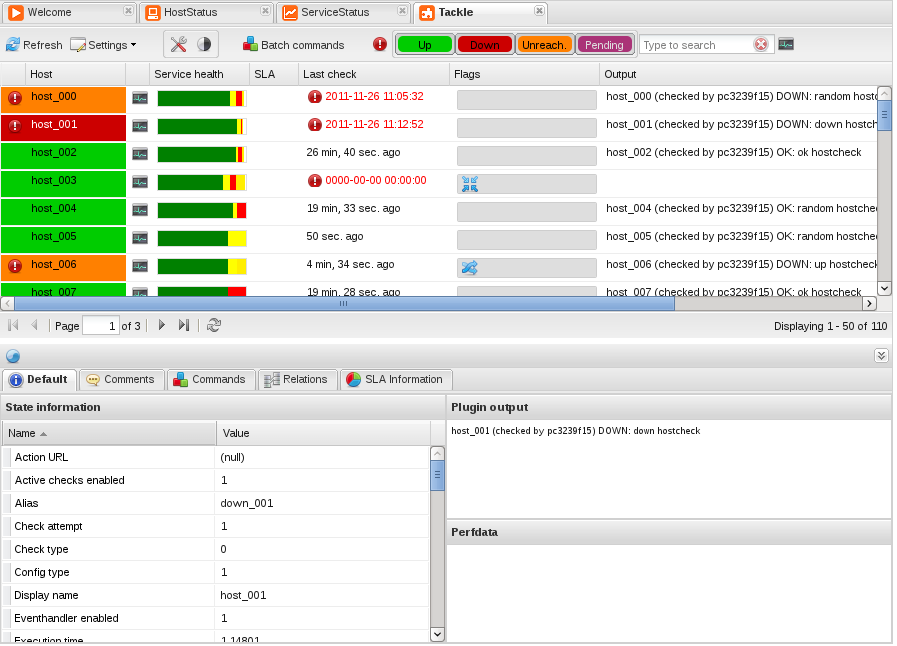 Welcome HostStatus ServiceStatus Tackle
Refresh Settings Batch commands Up Down Unreach. Pending Type to search
Host Service health SLA Last check Flags Output
host_000 2011-11-26 11:05:32 host_000 (checked by pc3239f15) DOWN: random hostc
host_001 2011-11-26 11:12:52 host_001 (checked by pc3239f15) DOWN: down hostch
host_002 26 min, 40 sec. ago host_002 (checked by pc3239f15) OK: ok hostcheck
host_003 0000-00-00 00:00:00
host_004 19 min, 33 sec. ago host_004 (checked by pc3239f15) OK: random hostche
host_005 50 sec. ago host_005 (checked by pc3239f15) OK: random hostche
host_006 4 min, 34 sec. ago host_006 (checked by pc3239f15) DOWN: up hostcheck
host_007 19 min, 28 sec. ago host_007 (checked by pc3239f15) OK: ok hostcheck
Page 1 of 3 Displaying 1 - 50 of 110
Default Comments Commands Relations SLA Information
State information
Name Value
Action URL (null)
Active checks enabled 1
Alias down_001
Check attempt 1
Check type 0
Config type 1
Display name host_001
Eventhandler enabled 1
Execution time 1.14801
Plugin output
host_001 (checked by pc3239f15) DOWN: down hostcheck
Perfdata